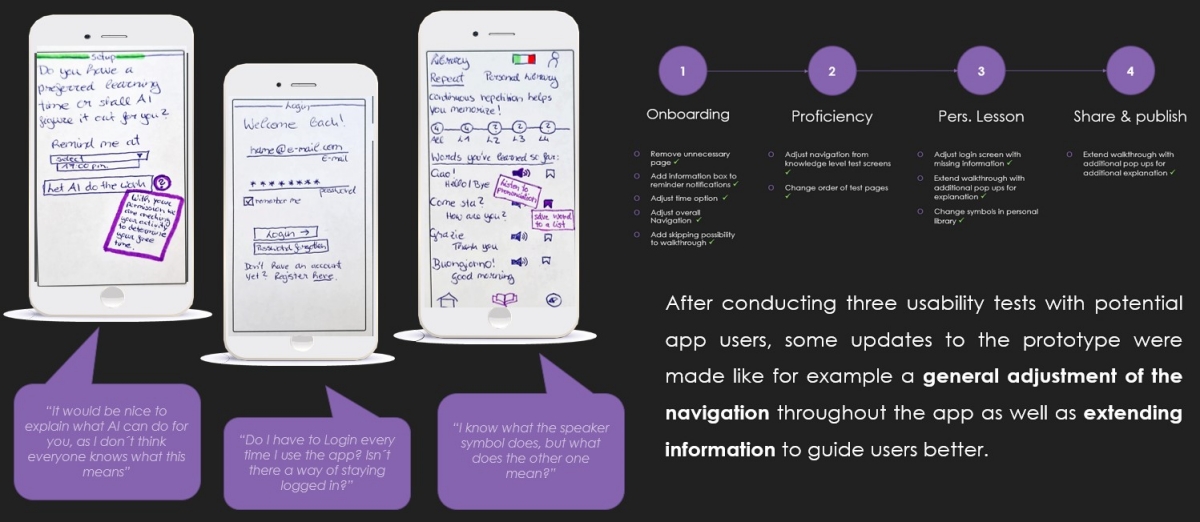 Setup
Do you have a
preferred learning
time or shall AI
figure it out for you?
Remind me at
select
19:00 p.m.
Let AI do the work
?
With your
permission we
are checking
your activity
to determine
your free
time.
Login
Welcome back!
name@e-mail.com
E-mail
********
password
remember me
Login →
Password forgotten
Don't have an account
yet? Register here.
Library
Repeat Personal Library
Continuous repetition helps
you memorize!
All L1 L2 L3 L4
Words you've learned so far:
Ciao!
Hello/Bye
Listen to
pronunciation
Come sta?
How are you?
save word
to a list
Grazie
Thank you
Buongiorno!
Good morning
“It would be nice to
explain what AI can do for
you, as I don´t think
everyone knows what this
means”
“Do I have to Login every
time I use the app? Isn´t
there a way of staying
logged in?”
“I know what the speaker
symbol does, but what
does the other one
mean?”
1
Onboarding
Remove unnecessary
page ✓
Add information box to
reminder notifications ✓
Adjust time option ✓
Adjust overall
Navigation ✓
Add skipping possibility
to walkthrough ✓
2
Proficiency
Adjust navigation from
knowledge level test screens
✓
Change order of test pages
✓
3
Pers. Lesson
Adjust login screen with
missing information ✓
Extend walkthrough with
additional pop ups for
explanation ✓
Change symbols in personal
library ✓
4
Share & publish
Extend walkthrough with
additional pop ups for
additional explanation ✓
After conducting three usability tests with potential
app users, some updates to the prototype were
made like for example a general adjustment of the
navigation throughout the app as well as extending
information to guide users better.